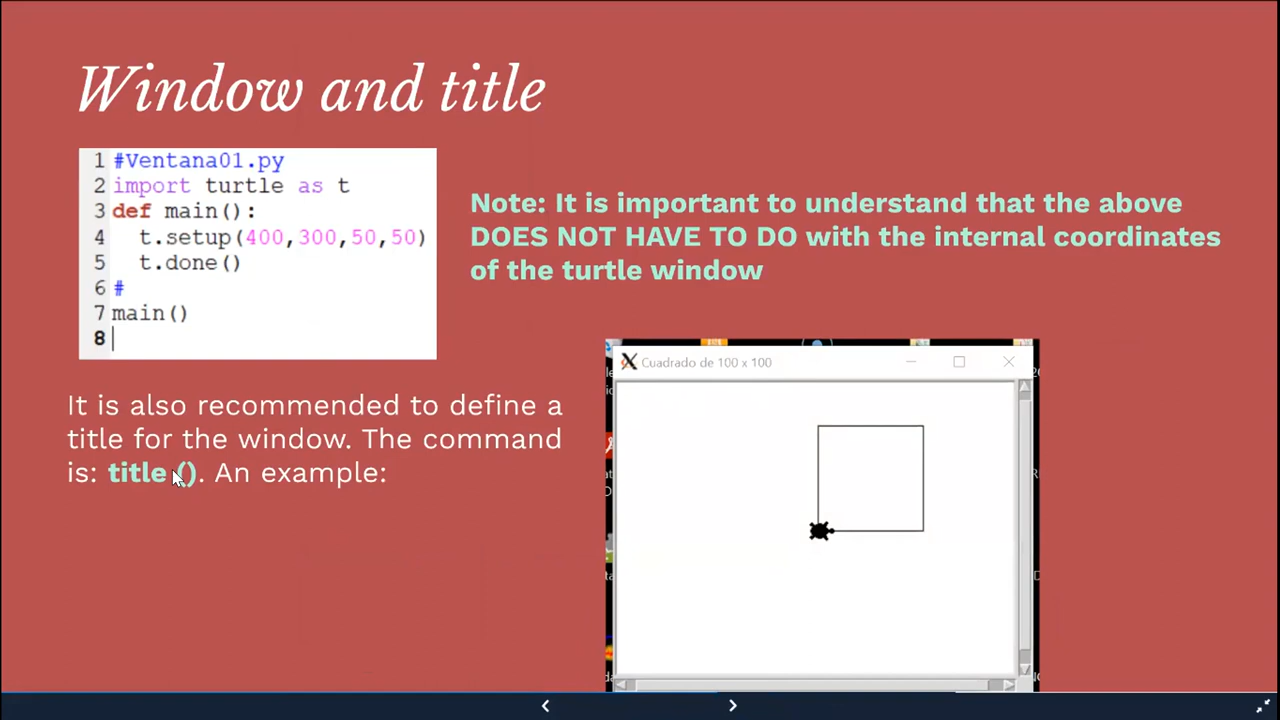 Window and title
1 #Ventana01.py
2 import turtle as t
3 def main():
4 t.setup(400,300,50,50)
5 t.done()
6 #
7 main()
8
Note: It is important to understand that the above
DOES NOT HAVE TO DO with the internal coordinates
of the turtle window
It is also recommended to define a
title for the window. The command
is: title (). An example:
Cuadrado de 100 x 100